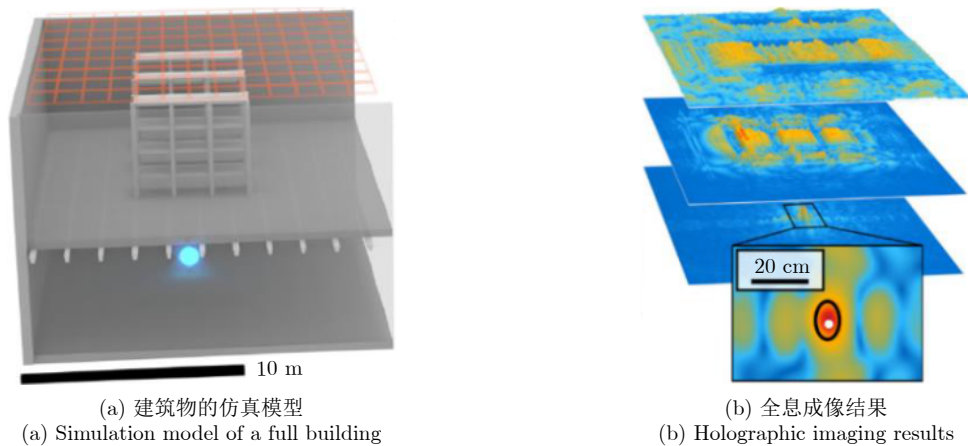 20 cm
10 m
(a) 建筑物的仿真模型
(a) Simulation model of a full building
(b) 全息成像结果
(b) Holographic imaging results